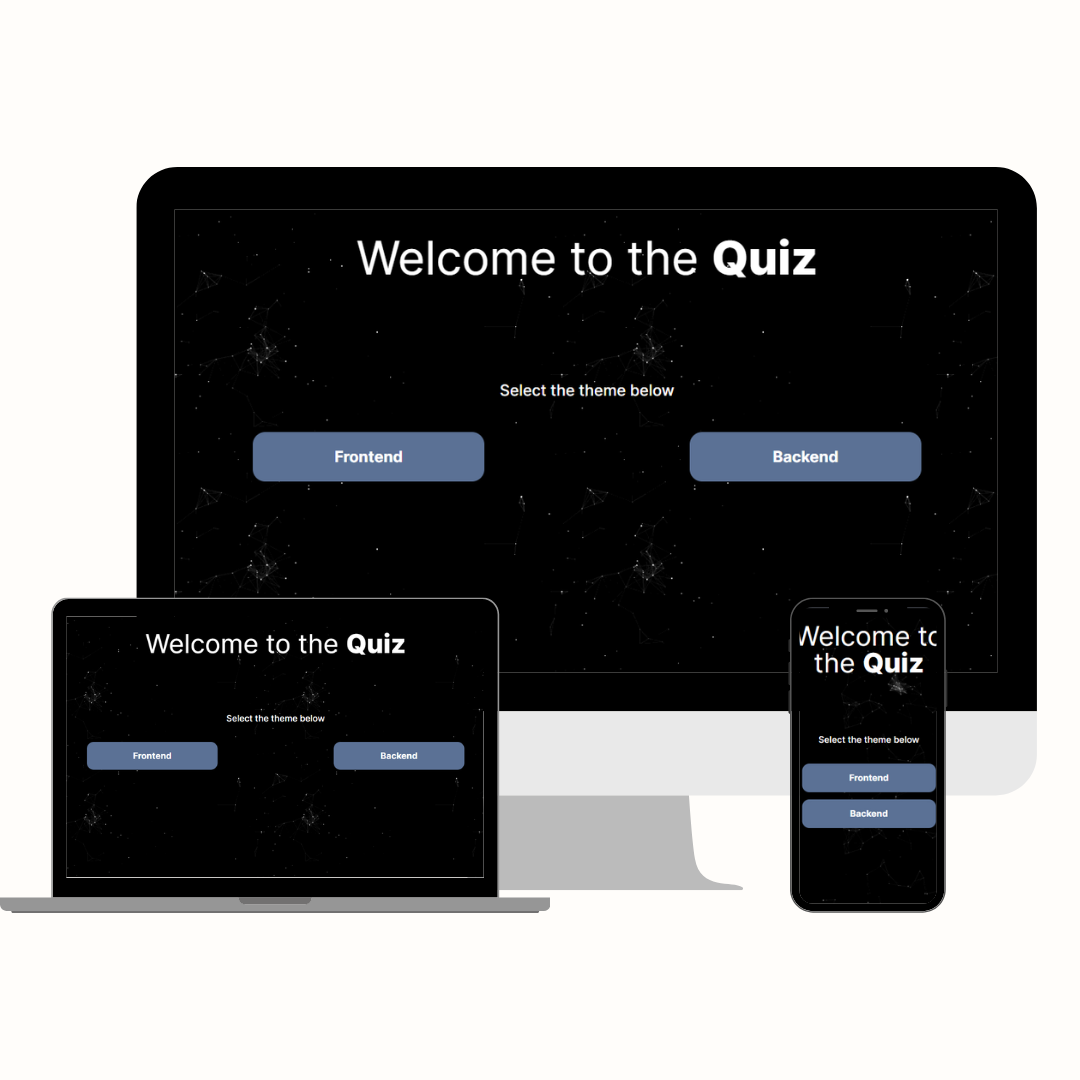 Welcome to the Quiz
Select the theme below
Frontend
Backend
Welcome to the Quiz
Select the theme below
Frontend
Backend
Welcome to
the Quiz
Select the theme below
Frontend
Backend